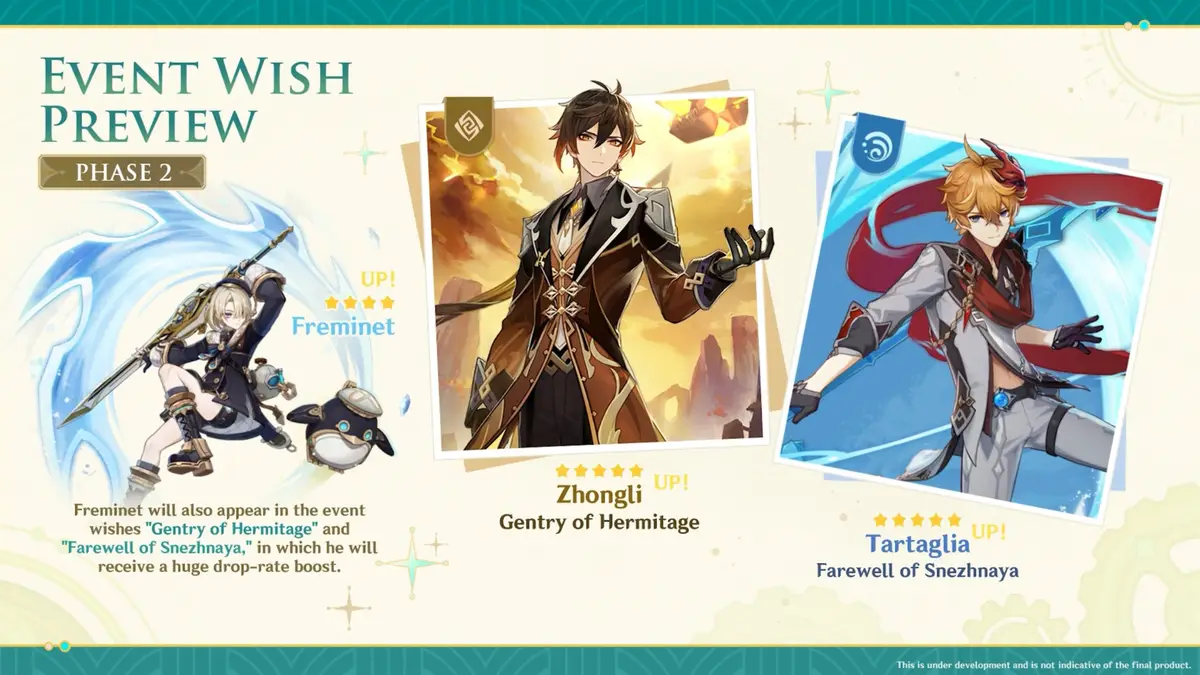 EVENT WISH
PREVIEW
PHASE 2
UP!
Freminet
Freminet will also appear in the event
wishes "Gentry of Hermitage" and
"Farewell of Snezhnaya," in which he will
receive a huge drop-rate boost.
Zhongli UP!
Gentry of Hermitage
Tartaglia UP!
Farewell of Snezhnaya
This is under development and is not indicative of the final product.